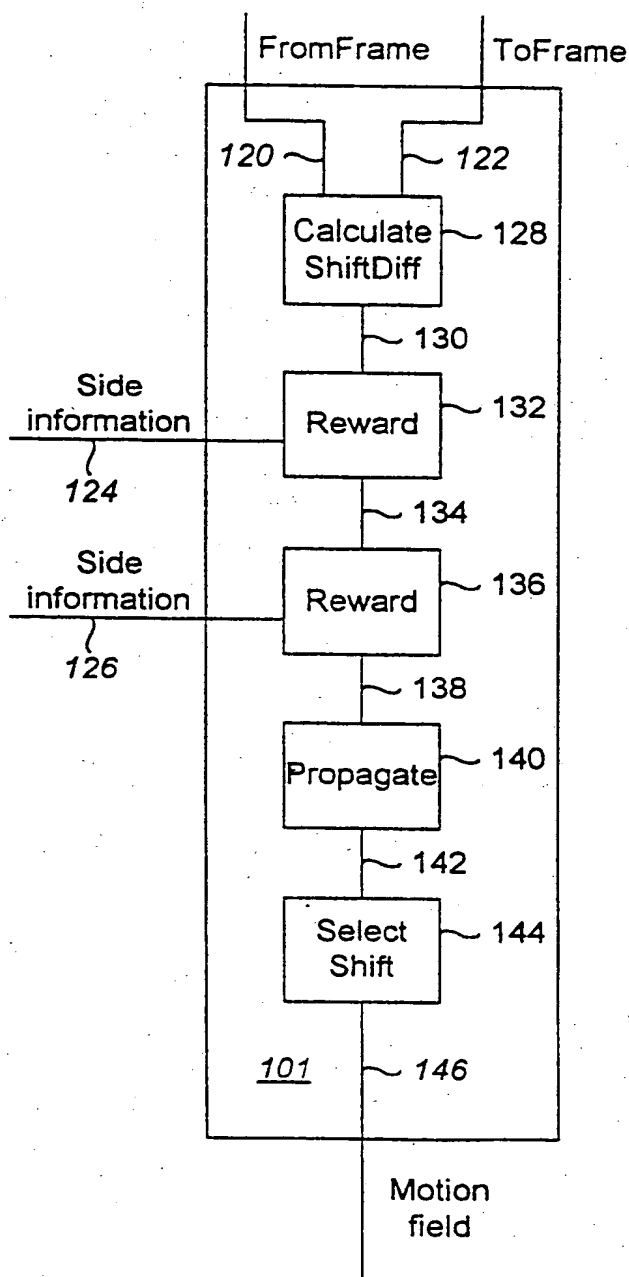 FromFrame
ToFrame
120
122
Calculate
ShiftDiff
128
130
Side
information
124
Reward
132
134
Side
information
126
Reward
136
138
Propagate
140
142
Select
Shift
144
101
146
Motion
field